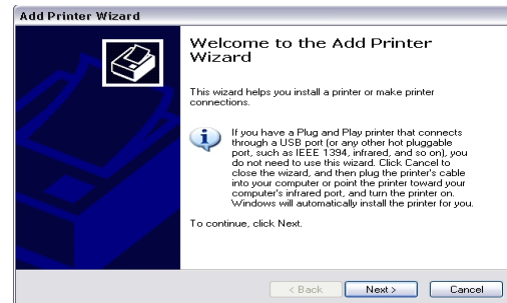 Add Printer Wizard
Welcome to the Add Printer
Wizard
This wizard helps you install a printer or make printer
connections.
If you have a Plug and Play printer that connects
through a USB port (or any other hot pluggable
port, such as IEEE 1394, infrared, and so on), you
do not need to use this wizard. Click Cancel to
close the wizard, and then plug the printer's cable
into your computer or point the printer toward your
computer's infrared port, and turn the printer on.
Windows will automatically install the printer for you.
To continue, click Next.
< Back Next > Cancel